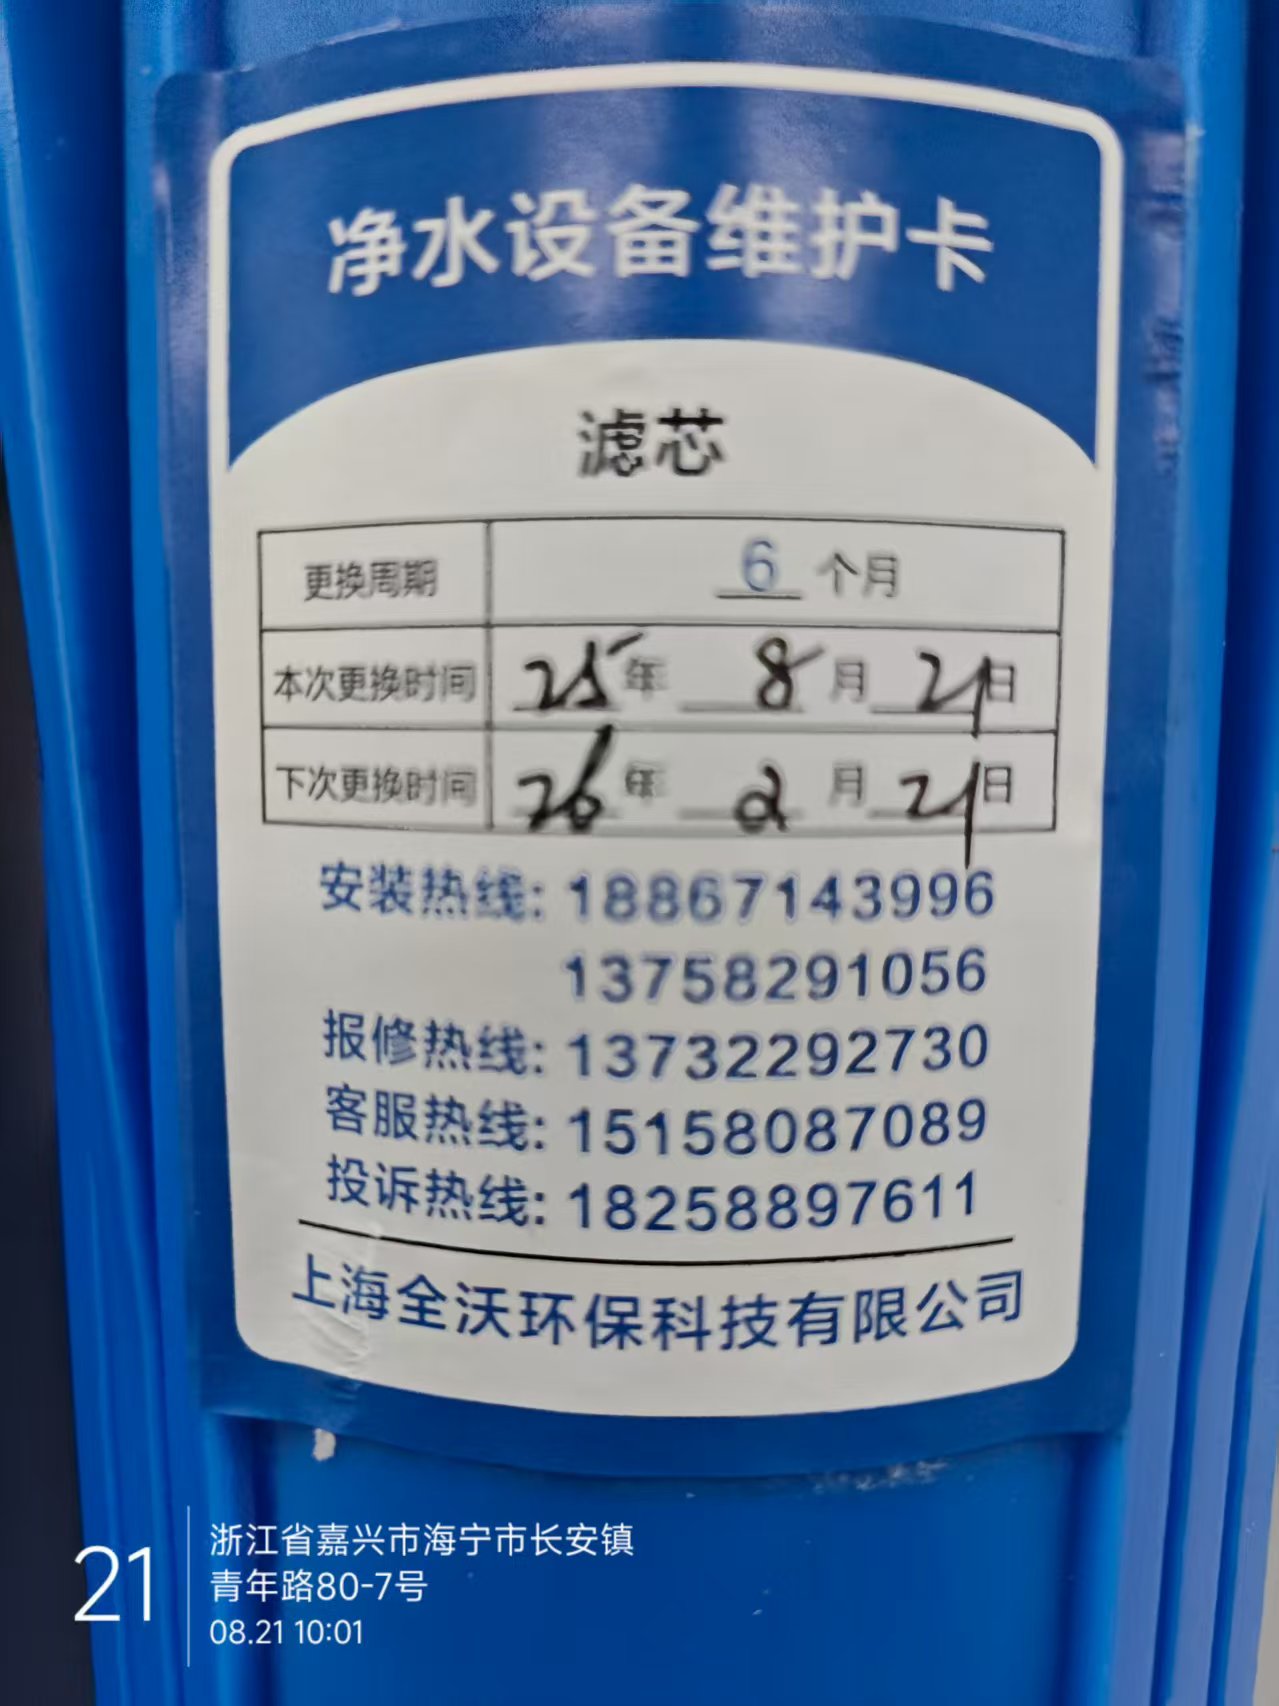 净水设备维护卡
滤芯
更换周期 6 个月
本次更换时间 25 年 8 月 21 日
下次更换时间 26 年 2 月 21 日
安装热线: 18867143996
13758291056
报修热线: 13732292730
客服热线: 15158087089
投诉热线: 18258897611
上海全沃环保科技有限公司
21
浙江省嘉兴市海宁市长安镇
青年路80-7号
08.21 10:01